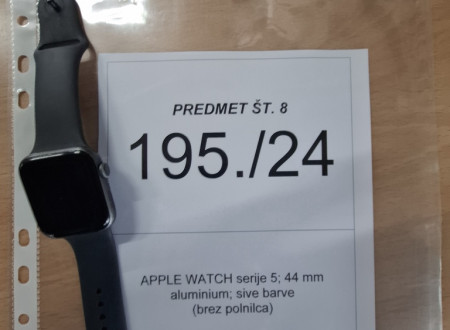 PREDMET ŠT. 8
195./24
APPLE WATCH serije 5; 44 mm
aluminium; sive barve
(brez polnilca)